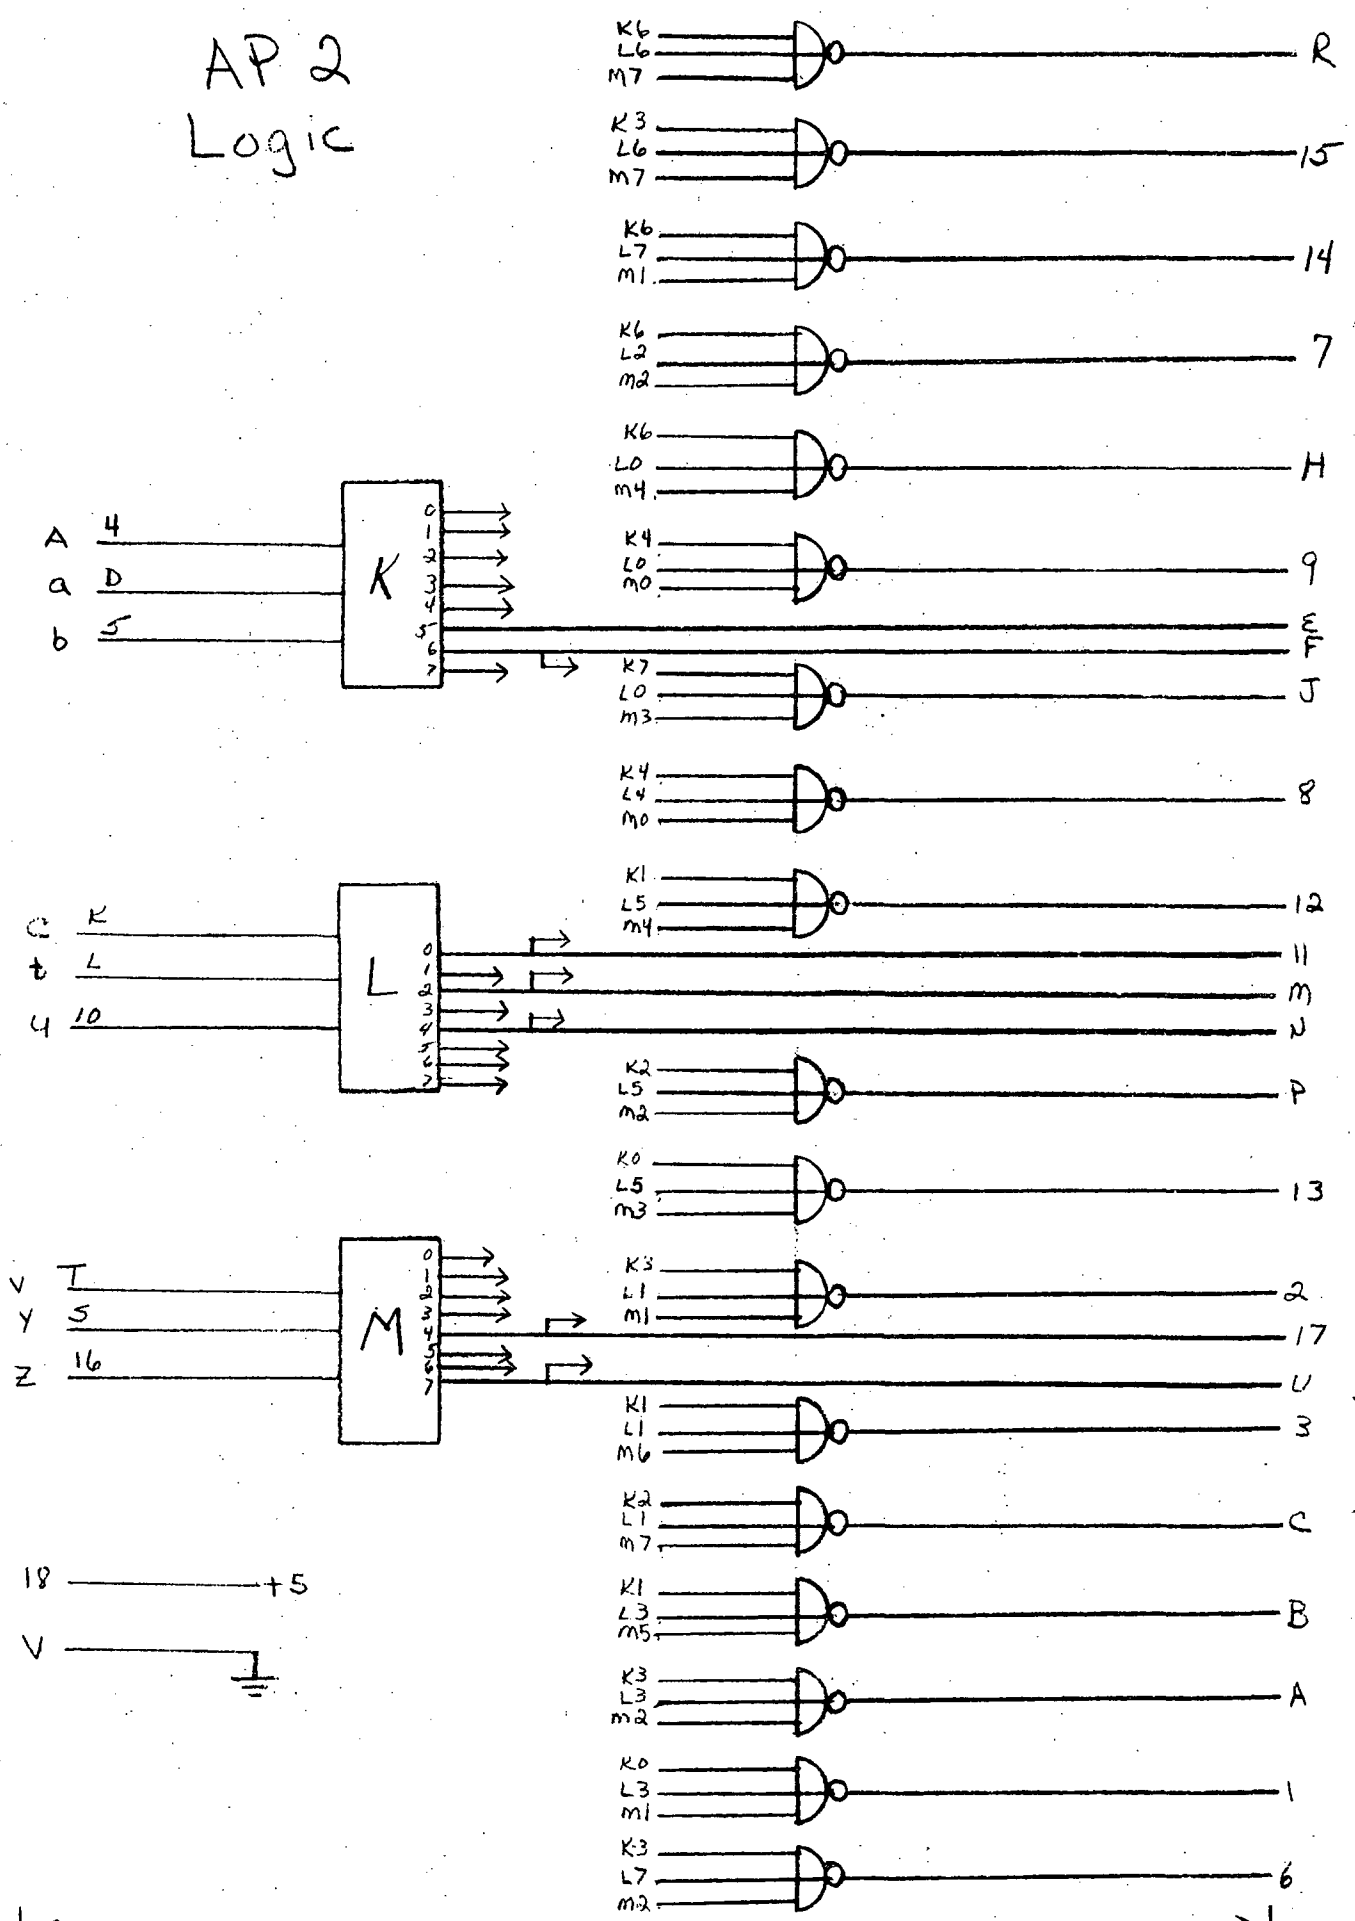 AP 2
Logic
K6
L6
M7
R
K3
L6
M7
15
K6
L7
M1
14
K6
L2
M2
7
K6
L0
M4
H
K4
L0
M0
9
A 4
a D
b 5
K
0
1
2
3
4
5
6
7
E
F
K7
L0
M3
J
K4
L4
M0
8
K1
L5
M4
12
C K
t L
u 10
L
0
1
2
3
4
5
6
7
11
M
N
K2
L5
M2
P
K0
L5
M3
13
K3
L1
M1
2
V T
Y S
Z 16
M
0
1
2
3
4
5
6
7
17
U
K1
L1
M6
3
K2
L1
M7
C
K1
L3
M5
B
18 +5
V
K3
L3
M2
A
K0
L3
M1
1
K3
L7
M2
6